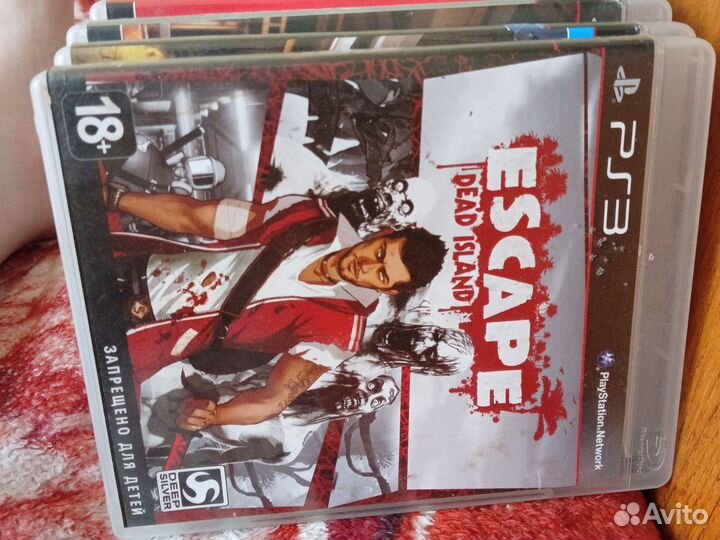 PS3
ESCAPE
DEAD ISLAND
18+
ЗАПРЕЩЕНО ДЛЯ ДЕТЕЙ
DEEP
SILVER
PlayStation®Network
Avito